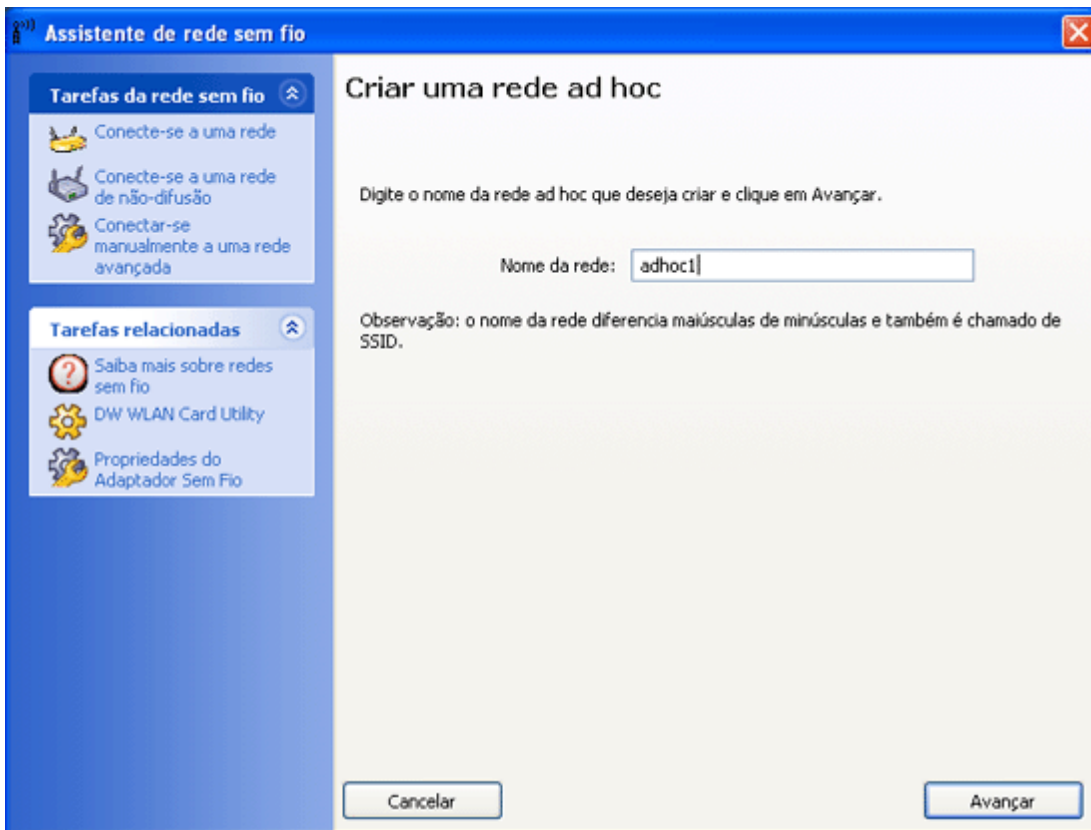 Assistente de rede sem fio
Tarefas da rede sem fio
Conecte-se a uma rede
Conecte-se a uma rede
de não-difusão
Conectar-se
manualmente a uma rede
avançada
Tarefas relacionadas
Saiba mais sobre redes
sem fio
DW WLAN Card Utility
Propriedades do
Adaptador Sem Fio
Criar uma rede ad hoc
Digite o nome da rede ad hoc que deseja criar e clique em Avançar.
Nome da rede: adhoc1
Observação: o nome da rede diferencia maiúsculas de minúsculas e também é chamado de
SSID.
Cancelar
Avançar